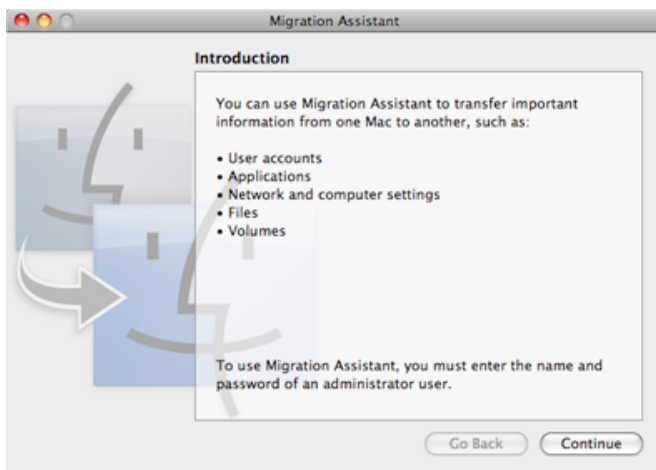 Migration Assistant
Introduction
You can use Migration Assistant to transfer important
information from one Mac to another, such as:
• User accounts
• Applications
• Network and computer settings
• Files
• Volumes
To use Migration Assistant, you must enter the name and
password of an administrator user.
Go Back
Continue